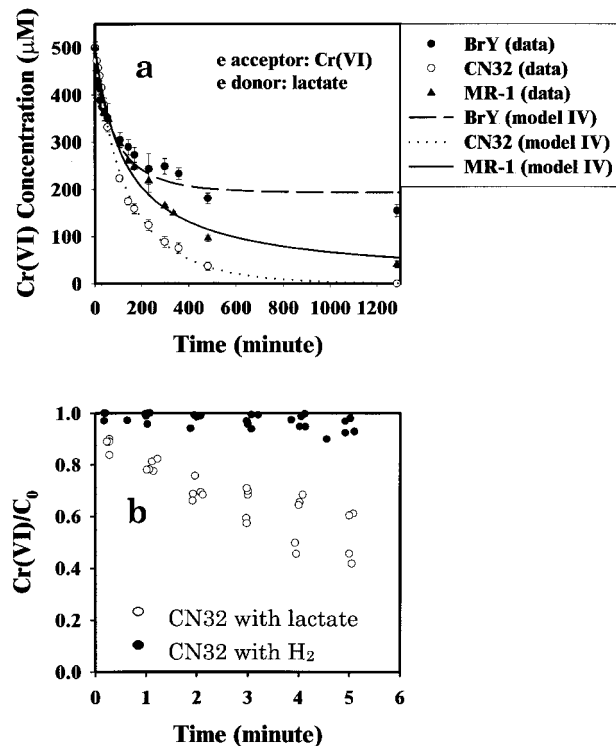 a
e acceptor: Cr(VI)
e donor: lactate
Cr(VI) Concentration (μM)
500
400
300
200
100
0
0 200 400 600 800 1000 1200
Time (minute)
BrY (data)
CN32 (data)
MR-1 (data)
BrY (model IV)
CN32 (model IV)
MR-1 (model IV)
Cr(VI)/C₀
1.0
0.8
0.6
0.4
0.2
0.0
b
CN32 with lactate
CN32 with H₂
0 1 2 3 4 5 6
Time (minute)